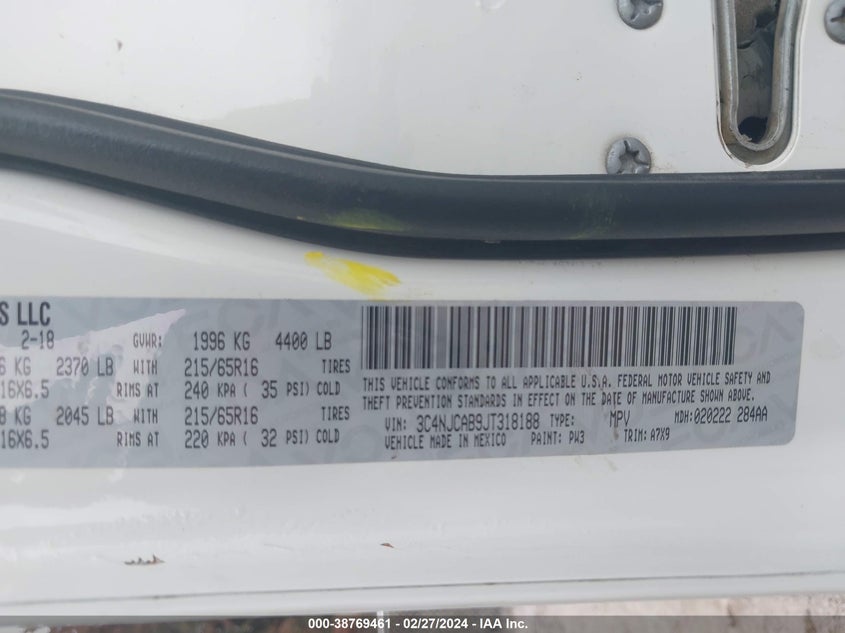 S LLC
2-18 GVWR: 1996 KG 4400 LB
KG 2370 LB WITH 215/65R16 TIRES
16X6.5 RIMS AT 240 KPA ( 35 PSI) COLD
KG 2045 LB WITH 215/65R16 TIRES
16X6.5 RIMS AT 220 KPA ( 32 PSI) COLD
THIS VEHICLE CONFORMS TO ALL APPLICABLE U.S.A. FEDERAL MOTOR VEHICLE SAFETY AND
THEFT PREVENTION STANDARDS IN EFFECT ON THE DATE OF MANUFACTURE SHOWN ABOVE.
VIN: 3C4NJCAB9JT318188 TYPE: MPV MDH:020222 284AA
VEHICLE MADE IN MEXICO PAINT: PW3 TRIM: A7X9
000-38769461 - 02/27/2024 - IAAI Inc.